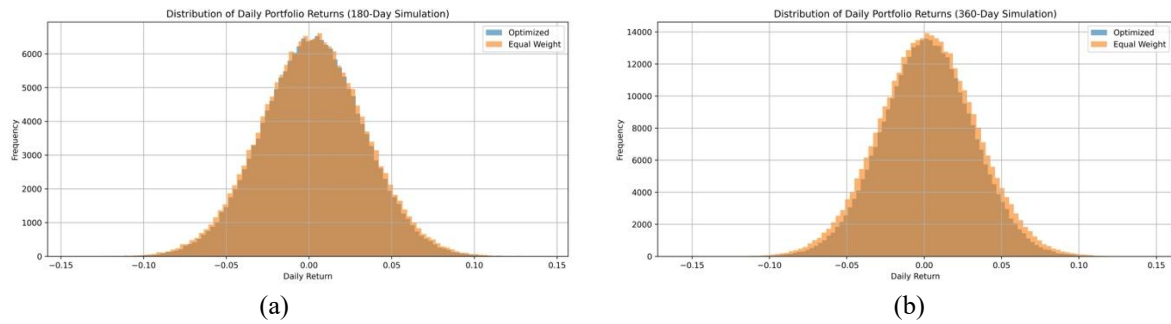 Distribution of Daily Portfolio Returns (180-Day Simulation)
Optimized
Equal Weight
6000
5000
4000
3000
2000
1000
0
Frequency
−0.15 −0.10 −0.05 0.00 0.05 0.10 0.15
Daily Return
(a)
Distribution of Daily Portfolio Returns (360-Day Simulation)
Optimized
Equal Weight
14000
12000
10000
8000
6000
4000
2000
0
Frequency
−0.15 −0.10 −0.05 0.00 0.05 0.10 0.15
Daily Return
(b)